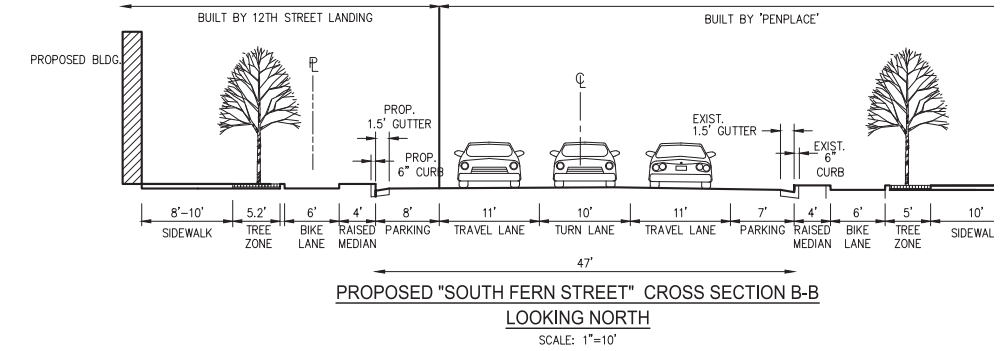 BUILT BY 12TH STREET LANDING
BUILT BY 'PENPLACE'
PROPOSED BLDG.
PL
CL
PROP.
1.5' GUTTER
PROP.
6" CURB
EXIST.
1.5' GUTTER
EXIST.
6"
CURB
8'-10' 5.2' 6' 4' 8' 11' 10' 11' 7' 4' 6' 5' 10'
SIDEWALK TREE BIKE RAISED PARKING TRAVEL LANE TURN LANE TRAVEL LANE PARKING RAISED BIKE TREE SIDEWAL
ZONE LANE MEDIAN MEDIAN LANE ZONE
47'
PROPOSED "SOUTH FERN STREET" CROSS SECTION B-B
LOOKING NORTH
SCALE: 1"=10'